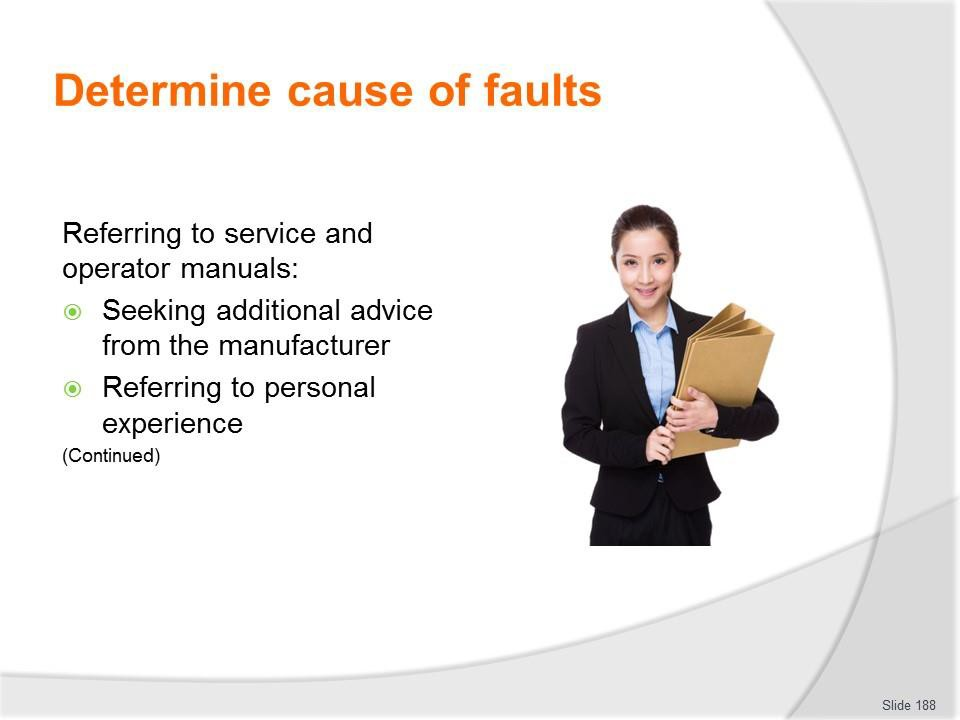 Determine cause of faults
Referring to service and
operator manuals:
Seeking additional advice
from the manufacturer
Referring to personal
experience
(Continued)
Slide 188